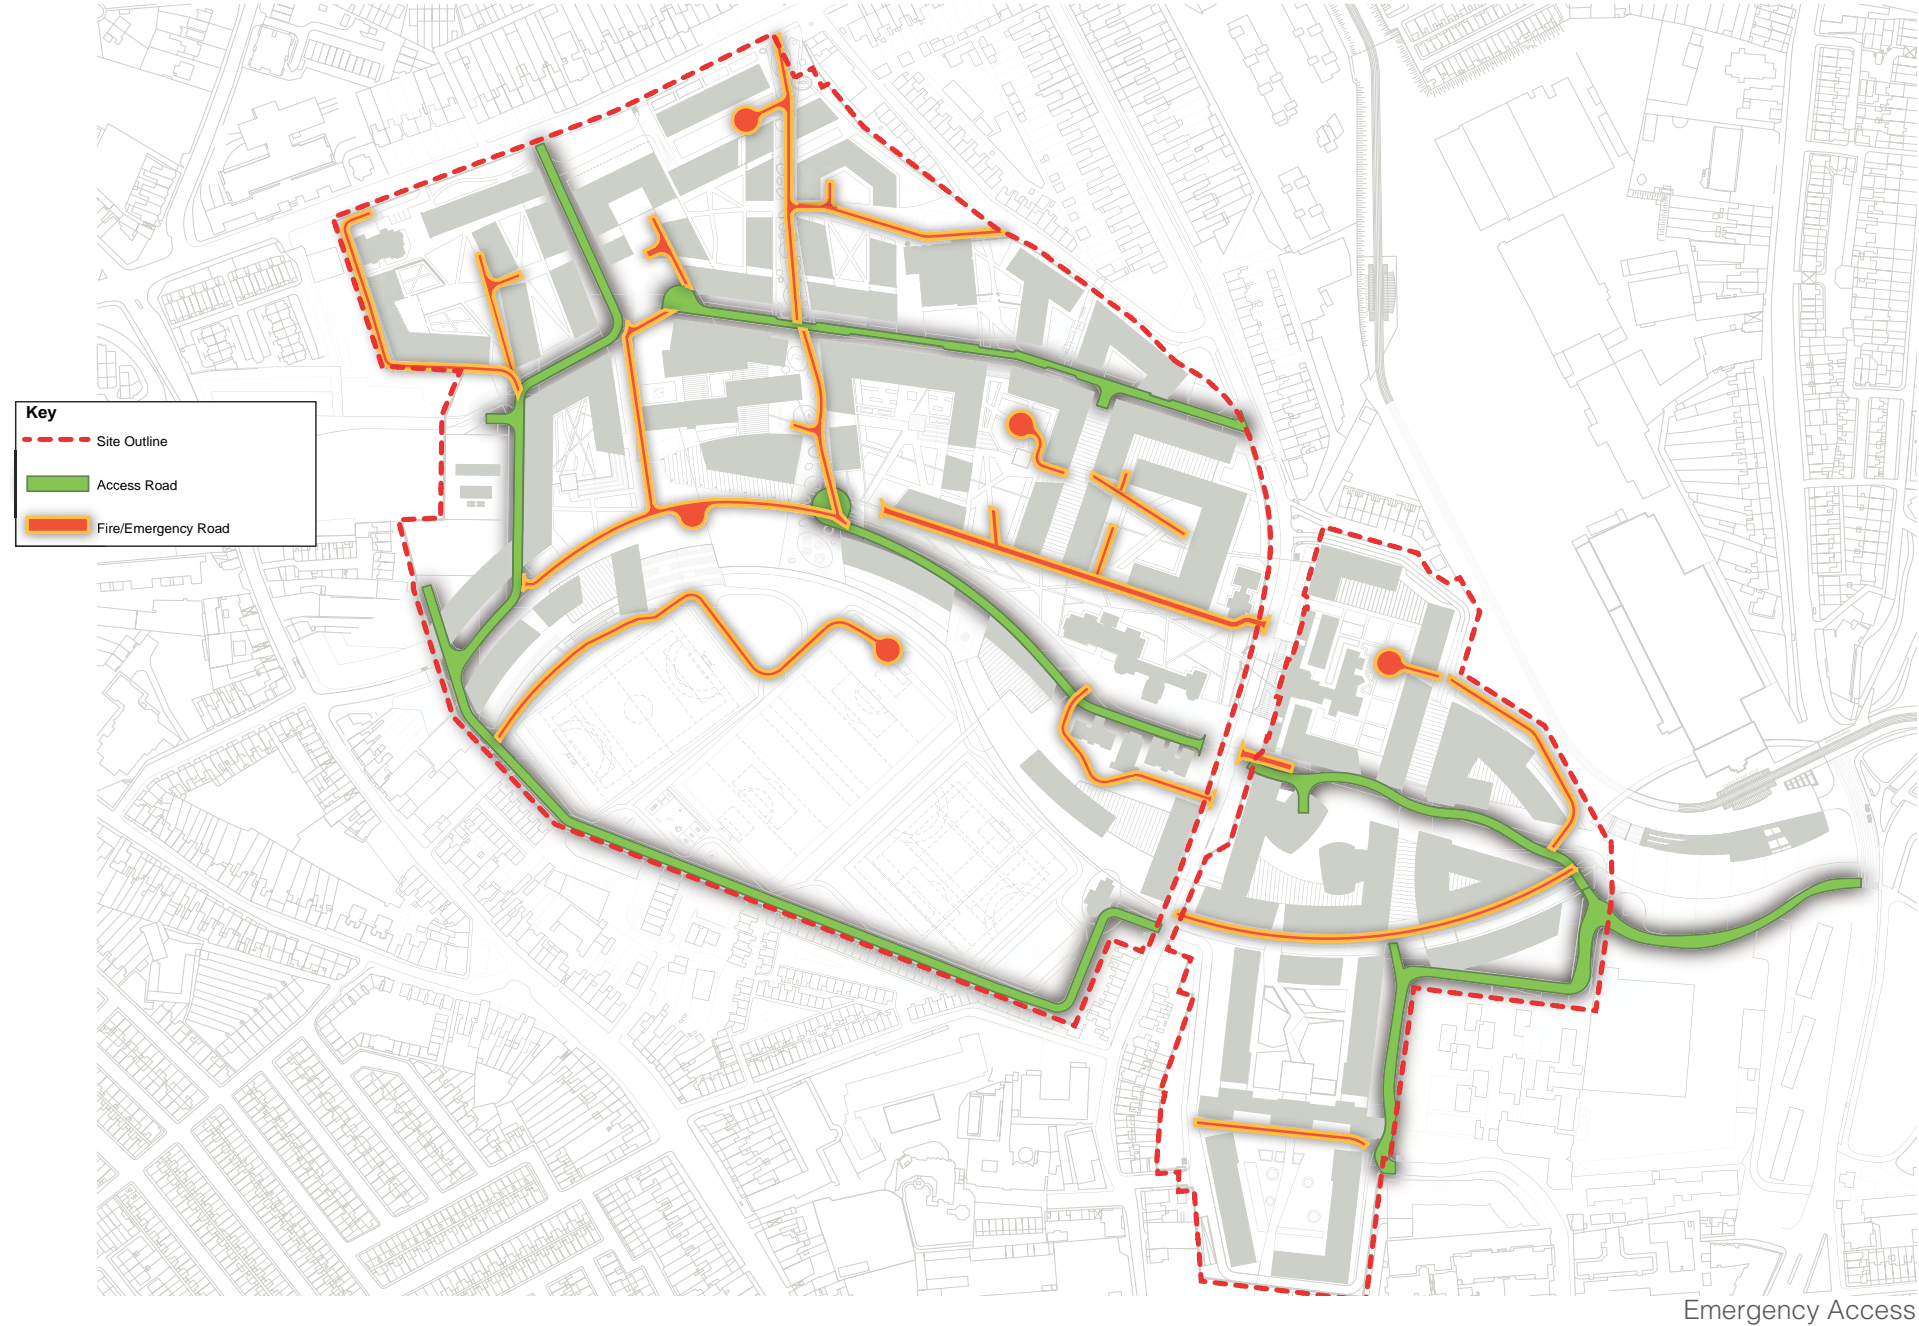 Key
Site Outline
Access Road
Fire/Emergency Road
Emergency Access